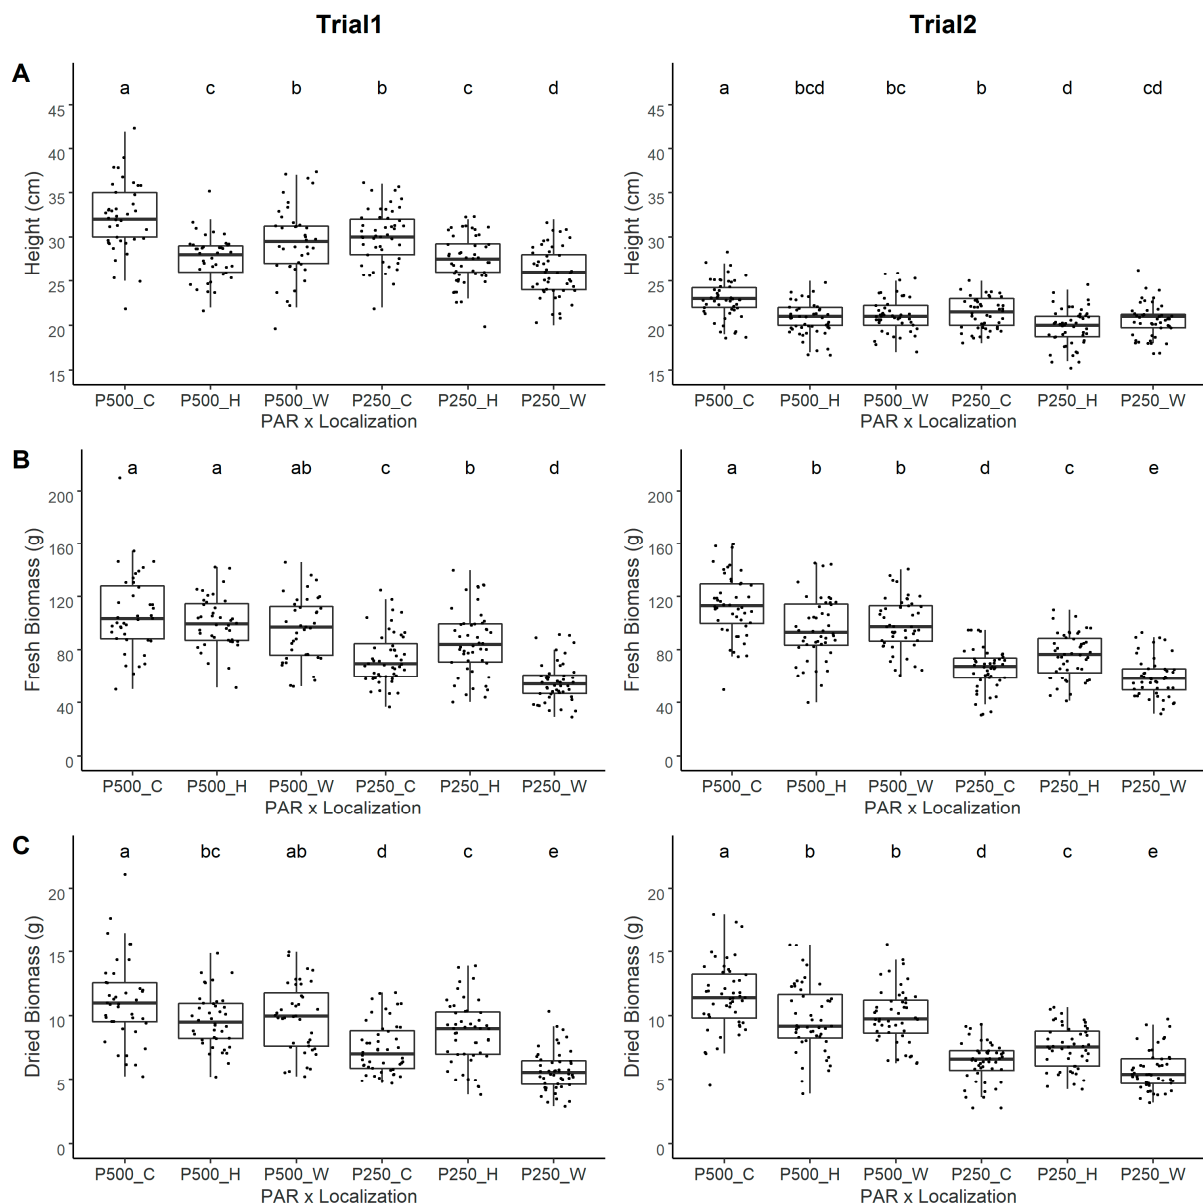 Trial1 Trial2
A
a c b b c d
Height (cm)
45
40
35
30
25
20
15
P500_C P500_H P500_W P250_C P250_H P250_W
PAR x Localization
a bcd bc b d cd
Height (cm)
45
40
35
30
25
20
15
P500_C P500_H P500_W P250_C P250_H P250_W
PAR x Localization
B
a a ab c b d
Fresh Biomass (g)
200
160
120
80
40
0
P500_C P500_H P500_W P250_C P250_H P250_W
PAR x Localization
a b b d c e
Fresh Biomass (g)
200
160
120
80
40
0
P500_C P500_H P500_W P250_C P250_H P250_W
PAR x Localization
C
a bc ab d c e
Dried Biomass (g)
20
15
10
5
0
P500_C P500_H P500_W P250_C P250_H P250_W
PAR x Localization
a b b d c e
Dried Biomass (g)
20
15
10
5
0
P500_C P500_H P500_W P250_C P250_H P250_W
PAR x Localization